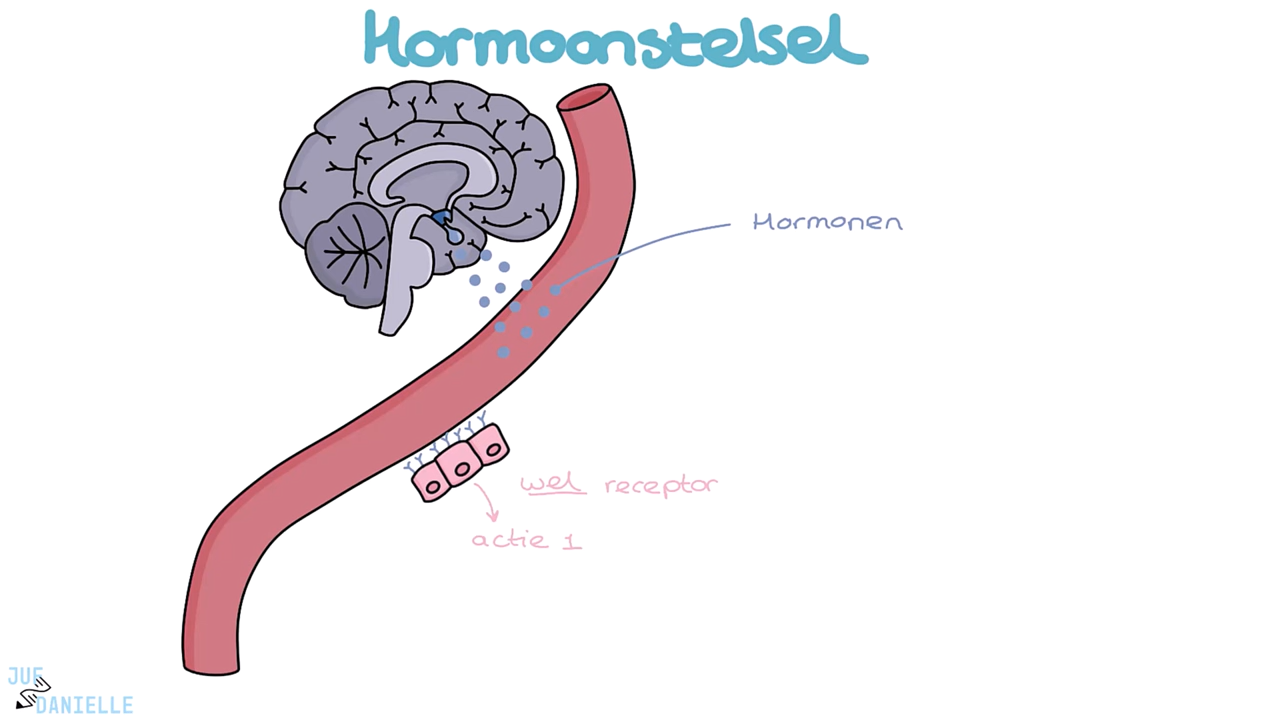 Hormoonstelsel
Hormonen
wel receptor
actie 1
JUF
DANIELLE